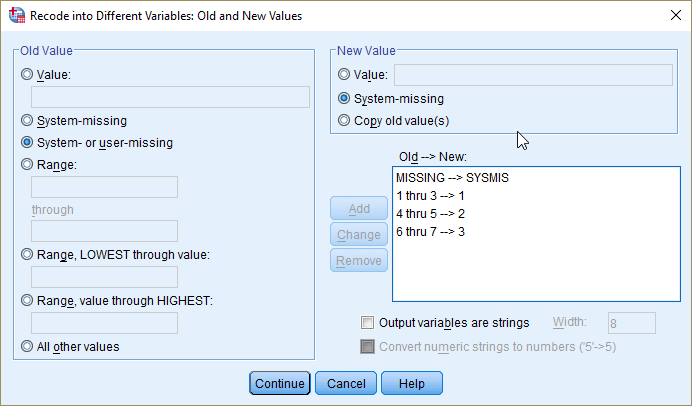 Recode into Different Variables: Old and New Values
Old Value
Value:
System-missing
System- or user-missing
Range:
through
Range, LOWEST through value:
Range, value through HIGHEST:
All other values
New Value
Value:
System-missing
Copy old value(s)
Old --> New:
MISSING --> SYSMIS
1 thru 3 --> 1
4 thru 5 --> 2
6 thru 7 --> 3
Add
Change
Remove
Output variables are strings
Width:
8
Convert numeric strings to numbers ('5'->5)
Continue
Cancel
Help